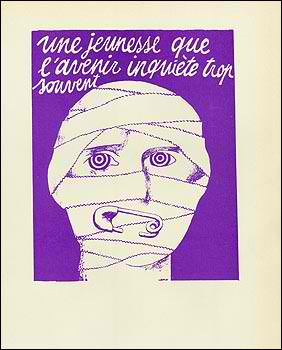 une jeunesse que
l'avenir inquiète trop
souvent